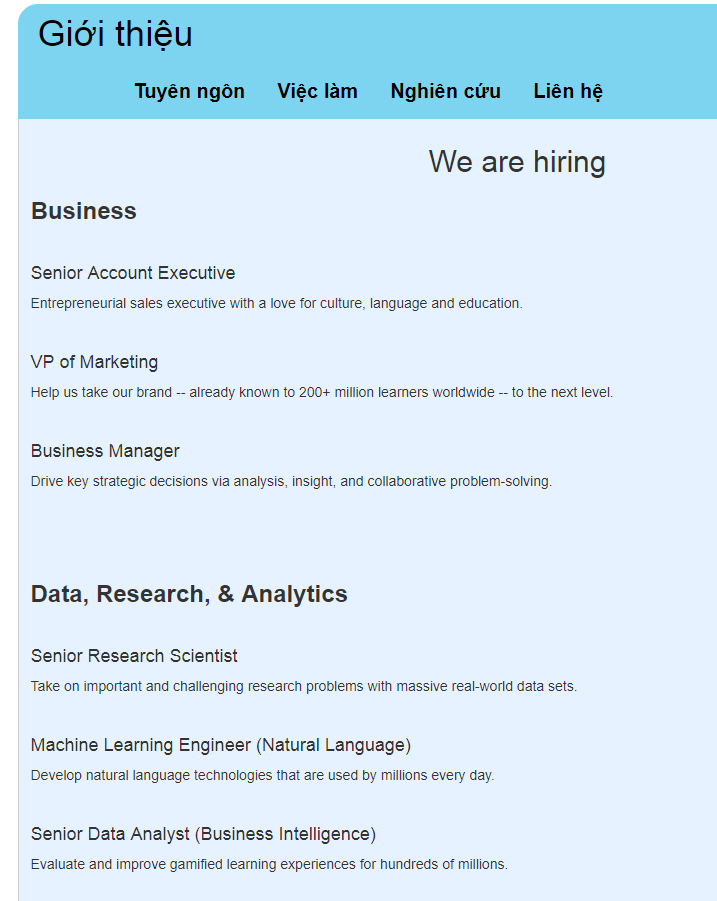 Giới thiệu
Tuyên ngôn Việc làm Nghiên cứu Liên hệ
We are hiring
Business
Senior Account Executive
Entrepreneurial sales executive with a love for culture, language and education.
VP of Marketing
Help us take our brand -- already known to 200+ million learners worldwide -- to the next level.
Business Manager
Drive key strategic decisions via analysis, insight, and collaborative problem-solving.
Data, Research, & Analytics
Senior Research Scientist
Take on important and challenging research problems with massive real-world data sets.
Machine Learning Engineer (Natural Language)
Develop natural language technologies that are used by millions every day.
Senior Data Analyst (Business Intelligence)
Evaluate and improve gamified learning experiences for hundreds of millions.